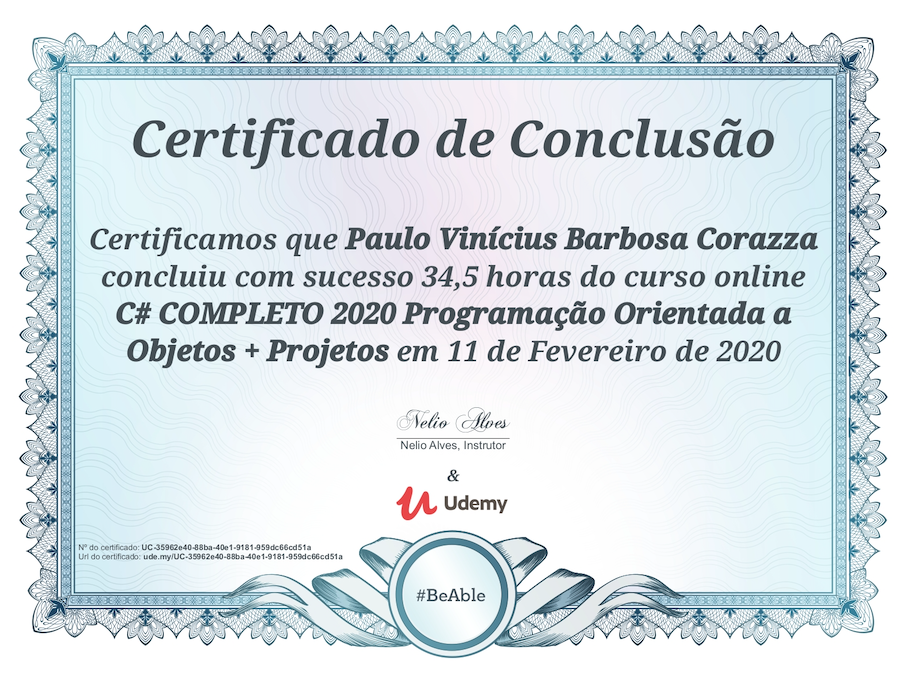 Certificado de Conclusão
Certificamos que Paulo Vinícius Barbosa Corazza
concluiu com sucesso 34,5 horas do curso online
C# COMPLETO 2020 Programação Orientada a
Objetos + Projetos em 11 de Fevereiro de 2020
Nelio Alves
Nelio Alves, Instrutor
&
Udemy
Nº do certificado: UC-35962e40-88ba-40e1-9181-959dc66cd51a
Url do certificado: ude.my/UC-35962e40-88ba-40e1-9181-959dc66cd51a
#BeAble